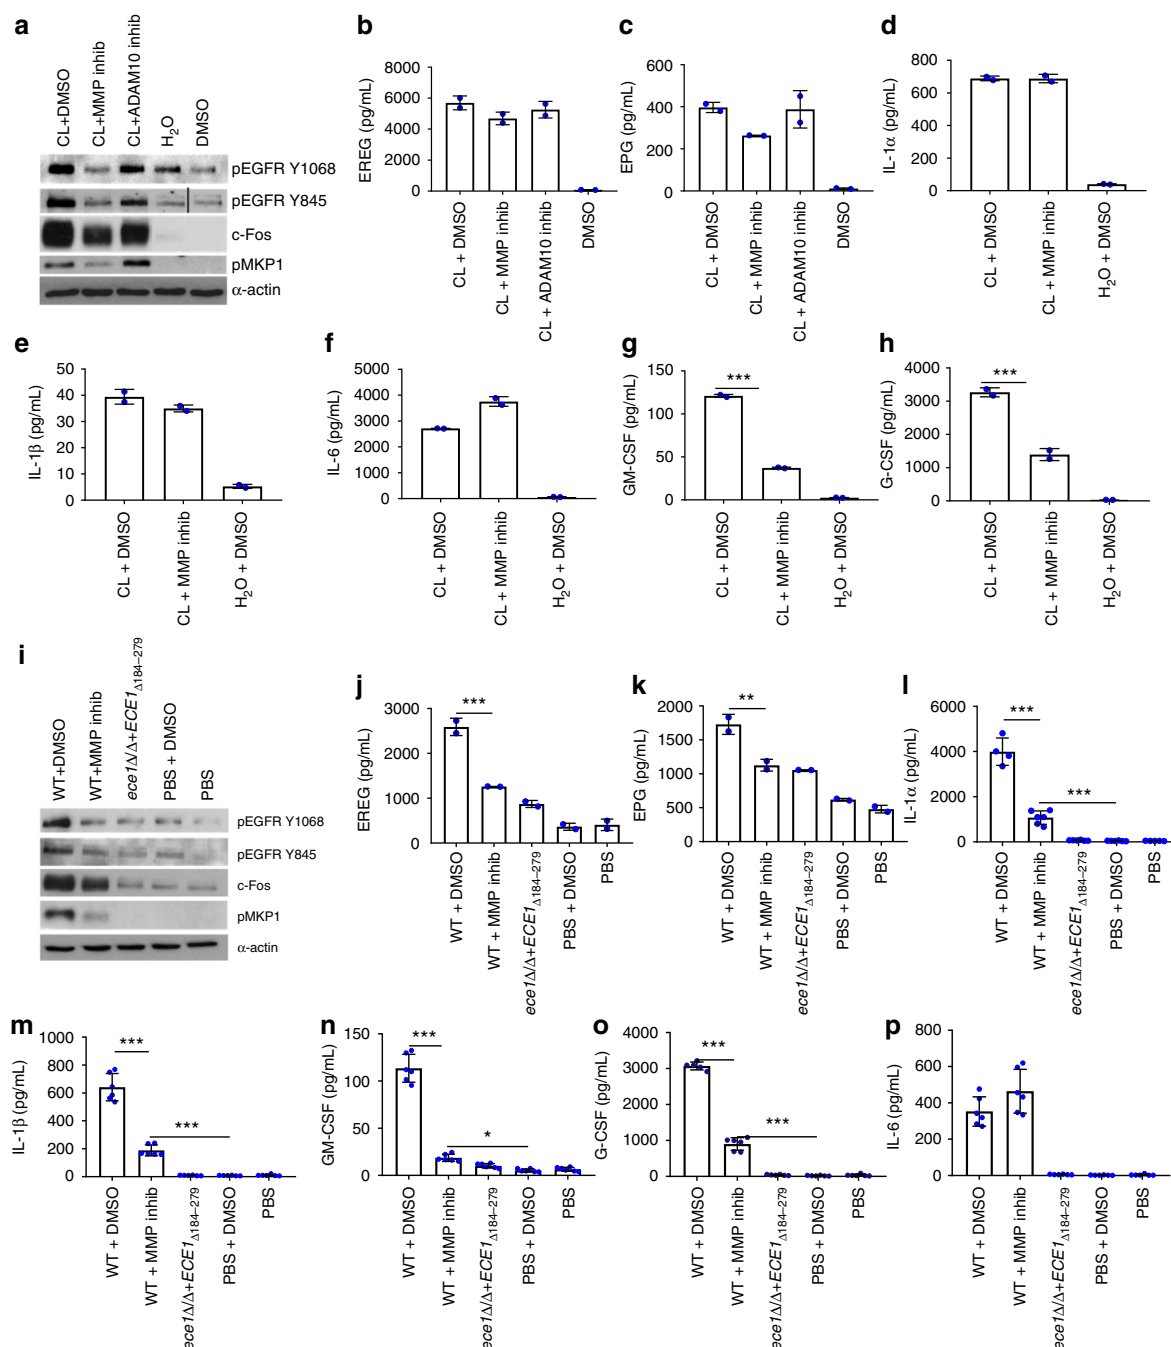 a
CL+DMSO
CL+MMP inhib
CL+ADAM10 inhib
H2O
DMSO
pEGFR Y1068
pEGFR Y845
c-Fos
pMKP1
α-actin
b
EREG (pg/mL)
8000
6000
4000
2000
0
CL + DMSO
CL + MMP inhib
CL + ADAM10 inhib
DMSO
c
EPG (pg/mL)
600
400
200
0
CL + DMSO
CL + MMP inhib
CL + ADAM10 inhib
DMSO
d
IL-1α (pg/mL)
800
600
400
200
0
CL + DMSO
CL + MMP inhib
H2O + DMSO
e
IL-1β (pg/mL)
50
40
30
20
10
0
CL + DMSO
CL + MMP inhib
H2O + DMSO
f
IL-6 (pg/mL)
5000
4000
3000
2000
1000
0
CL + DMSO
CL + MMP inhib
H2O + DMSO
g
GM-CSF (pg/mL)
150
100
50
0
***
CL + DMSO
CL + MMP inhib
H2O + DMSO
h
G-CSF (pg/mL)
4000
3000
2000
1000
0
***
CL + DMSO
CL + MMP inhib
H2O + DMSO
i
WT+DMSO
WT+MMP inhib
ece1Δ/Δ+ECE1Δ184–279
PBS + DMSO
PBS
pEGFR Y1068
pEGFR Y845
c-Fos
pMKP1
α-actin
j
EREG (pg/mL)
3000
2000
1000
0
***
WT + DMSO
WT + MMP inhib
ece1Δ/Δ+ECE1Δ184–279
PBS + DMSO
PBS
k
EPG (pg/mL)
2000
1500
1000
500
0
**
WT + DMSO
WT + MMP inhib
ece1Δ/Δ+ECE1Δ184–279
PBS + DMSO
PBS
l
IL-1α (pg/mL)
6000
4000
2000
0
***
***
WT + DMSO
WT + MMP inhib
ece1Δ/Δ+ECE1Δ184–279
PBS + DMSO
PBS
m
IL-1β (pg/mL)
1000
800
600
400
200
0
***
***
WT + DMSO
WT + MMP inhib
ece1Δ/Δ+ECE1Δ184–279
PBS + DMSO
PBS
n
GM-CSF (pg/mL)
150
100
50
0
***
*
WT + DMSO
WT + MMP inhib
ece1Δ/Δ+ECE1Δ184–279
PBS + DMSO
PBS
o
G-CSF (pg/mL)
4000
3000
2000
1000
0
***
***
WT + DMSO
WT + MMP inhib
ece1Δ/Δ+ECE1Δ184–279
PBS + DMSO
PBS
p
IL-6 (pg/mL)
800
600
400
200
0
WT + DMSO
WT + MMP inhib
ece1Δ/Δ+ECE1Δ184–279
PBS + DMSO
PBS